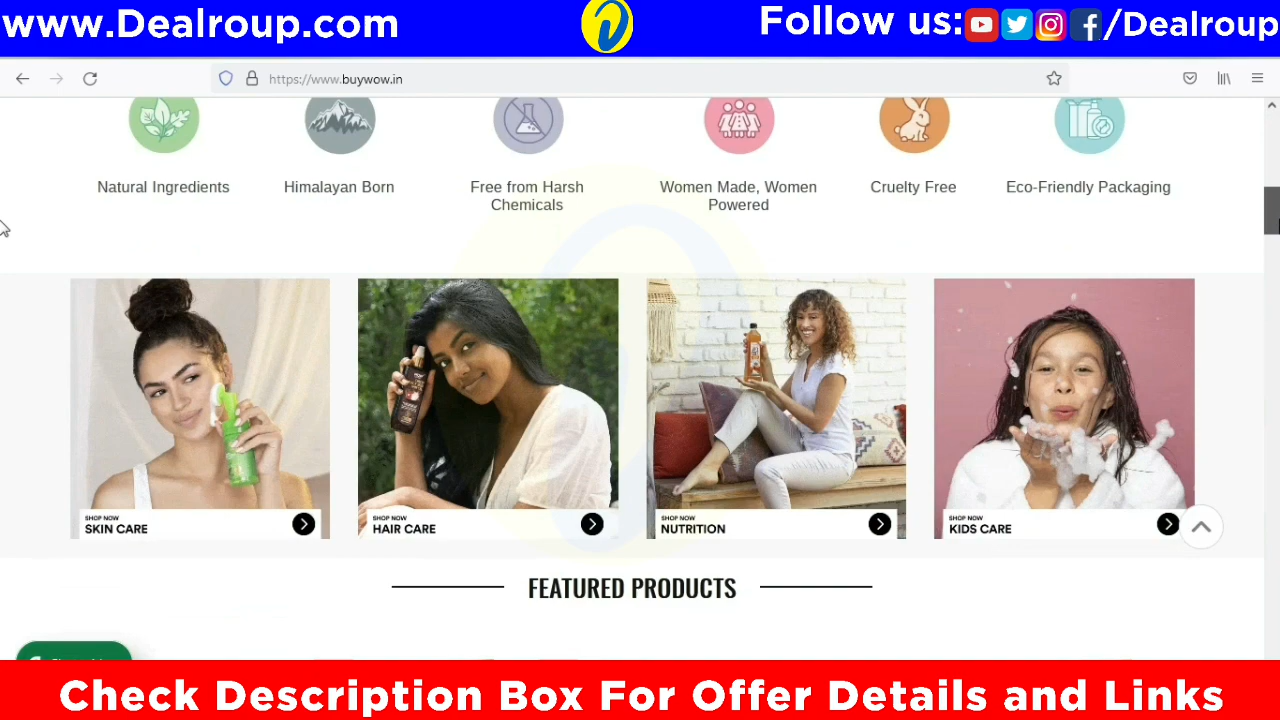 www.Dealroup.com
Follow us: /Dealroup
https://www.buywow.in
Natural Ingredients
Himalayan Born
Free from Harsh
Chemicals
Women Made, Women
Powered
Cruelty Free
Eco-Friendly Packaging
SHOP NOW
SKIN CARE
SHOP NOW
HAIR CARE
SHOP NOW
NUTRITION
SHOP NOW
KIDS CARE
FEATURED PRODUCTS
Check Description Box For Offer Details and Links